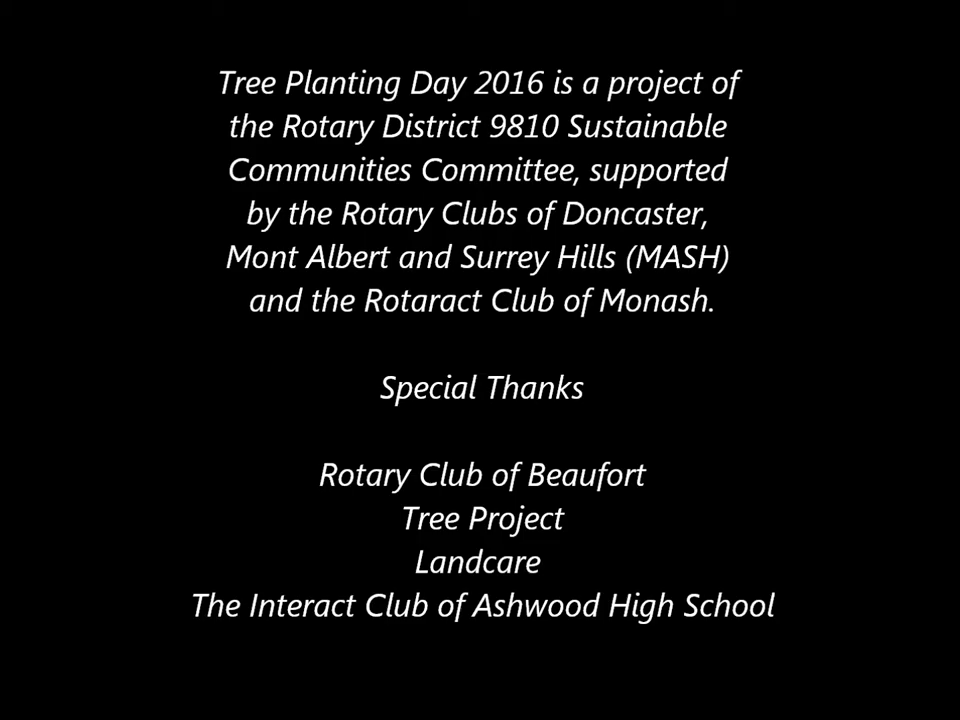 Tree Planting Day 2016 is a project of
the Rotary District 9810 Sustainable
Communities Committee, supported
by the Rotary Clubs of Doncaster,
Mont Albert and Surrey Hills (MASH)
and the Rotaract Club of Monash.
Special Thanks
Rotary Club of Beaufort
Tree Project
Landcare
The Interact Club of Ashwood High School